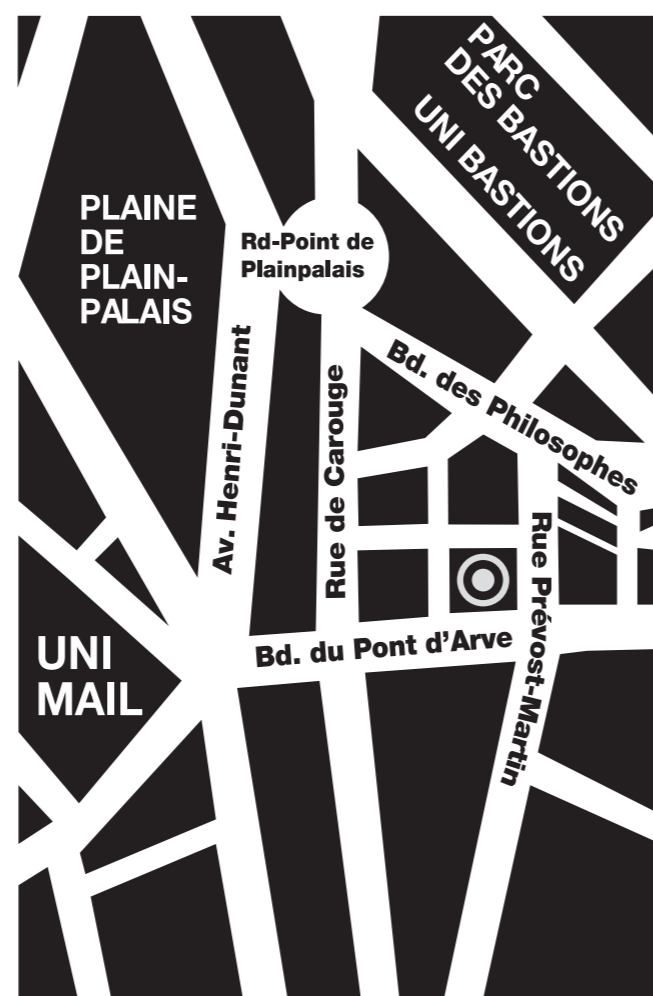 PARC
DES BASTIONS
UNI BASTIONS
PLAINE
DE
PLAIN-
PALAIS
Rd-Point de
Plainpalais
Bd. des Philosophes
Av. Henri-Dunant
Rue de Carouge
Rue Prévost-Martin
Bd. du Pont d’Arve
UNI
MAIL